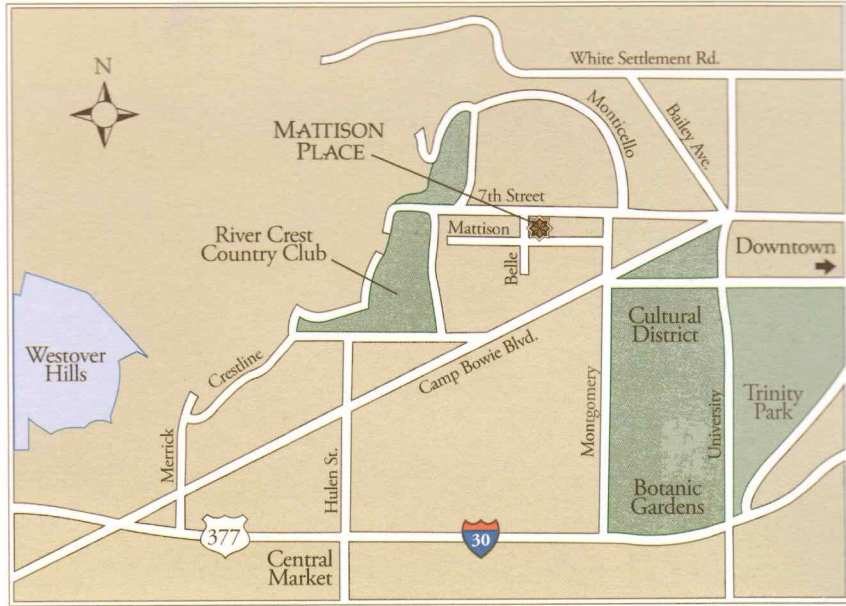 N
White Settlement Rd.
MATTISON
PLACE
Monticello
Bailey Ave.
7th Street
Mattison
Belle
River Crest
Country Club
Downtown
Westover
Hills
Crestline
Camp Bowie Blvd.
Cultural
District
Trinity
Park
Merrick
Hulen St.
Montgomery
University
Botanic
Gardens
377
30
Central
Market